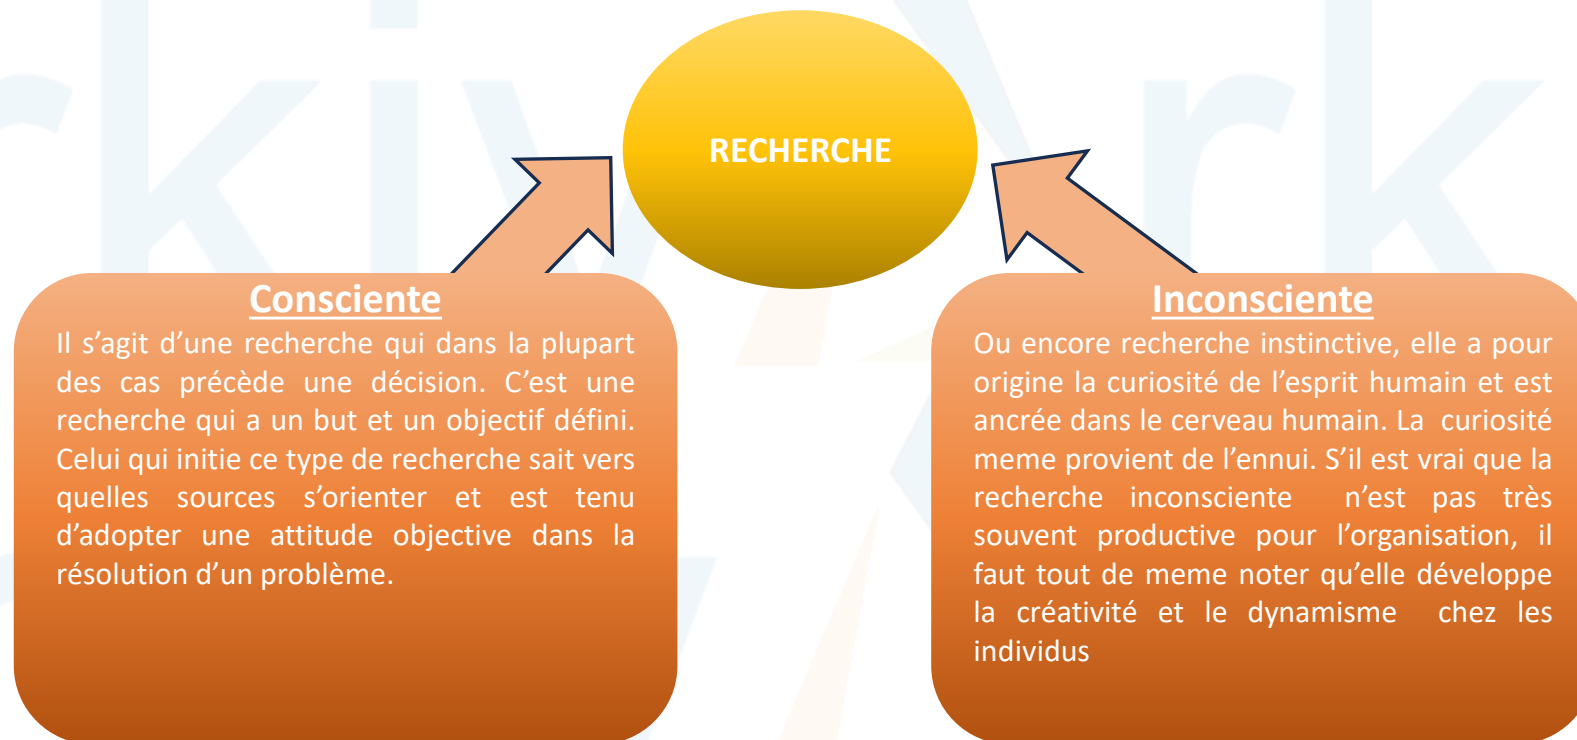 RECHERCHE
Consciente
Il s’agit d’une recherche qui dans la plupart
des cas précède une décision. C’est une
recherche qui a un but et un objectif défini.
Celui qui initie ce type de recherche sait vers
quelles sources s’orienter et est tenu
d’adopter une attitude objective dans la
résolution d’un problème.
Inconsciente
Ou encore recherche instinctive, elle a pour
origine la curiosité de l’esprit humain et est
ancrée dans le cerveau humain. La curiosité
meme provient de l’ennui. S’il est vrai que la
recherche inconsciente n’est pas très
souvent productive pour l’organisation, il
faut tout de meme noter qu’elle développe
la créativité et le dynamisme chez les
individus